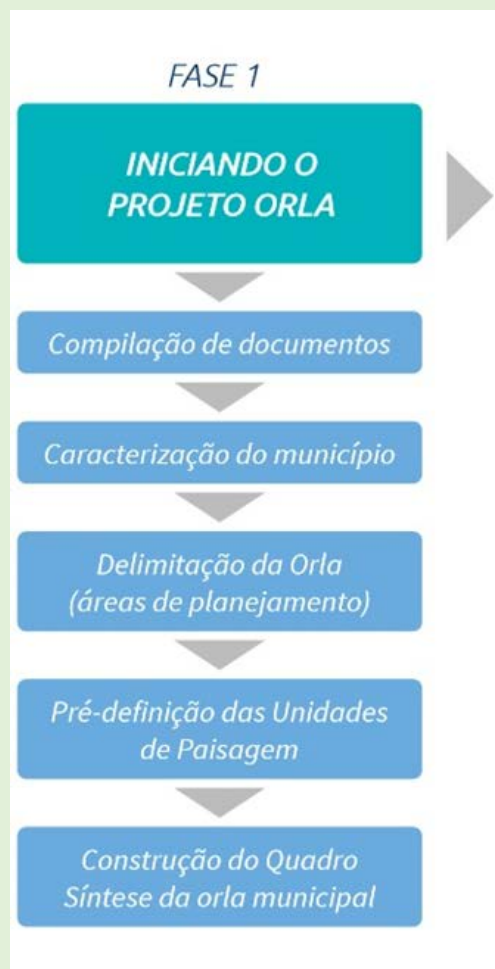 FASE 1
INICIANDO O
PROJETO ORLA
Compilação de documentos
Caracterização do município
Delimitação da Orla
(áreas de planejamento)
Pré-definição das Unidades
de Paisagem
Construção do Quadro
Síntese da orla municipal